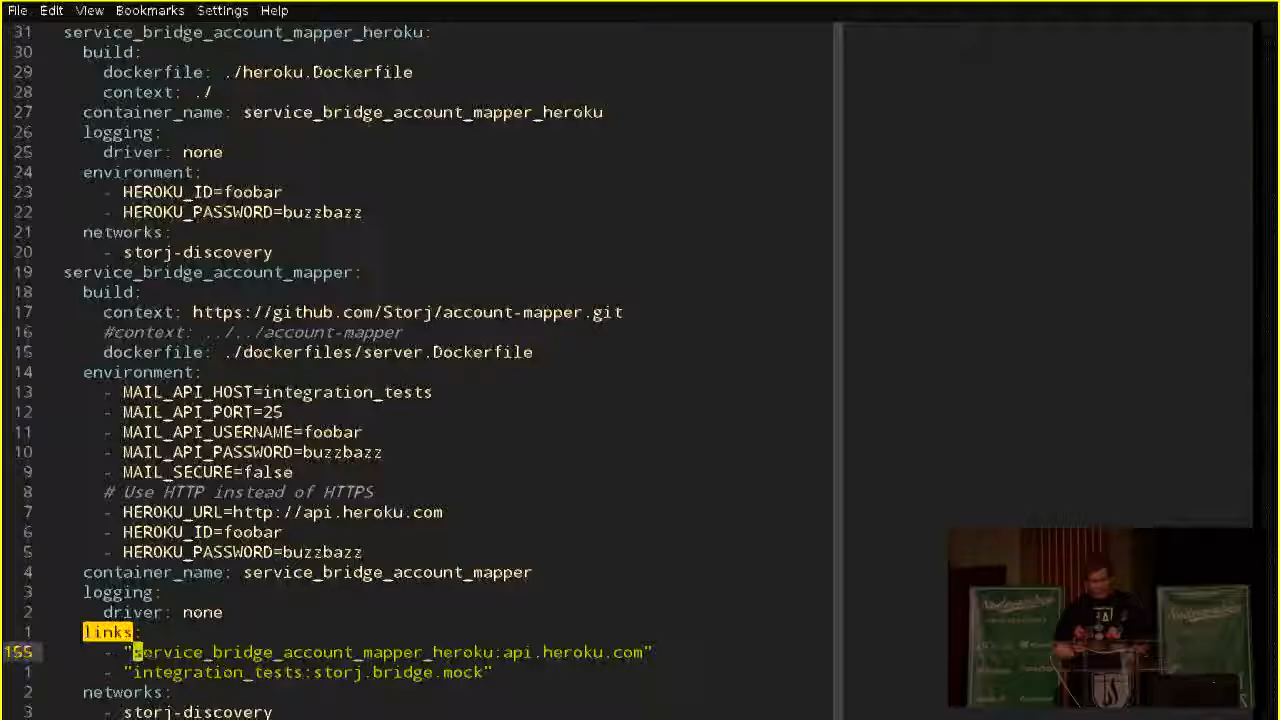 File Edit View Bookmarks Settings Help
31 service_bridge_account_mapper_heroku:
30 build:
29 dockerfile: ./heroku.Dockerfile
28 context: ./
27 container_name: service_bridge_account_mapper_heroku
26 logging:
25 driver: none
24 environment:
23 - HEROKU_ID=foobar
22 - HEROKU_PASSWORD=buzzbazz
21 networks:
20 - storj-discovery
19 service_bridge_account_mapper:
18 build:
17 context: https://github.com/Storj/account-mapper.git
16 #context: ../../account-mapper
15 dockerfile: ./dockerfiles/server.Dockerfile
14 environment:
13 - MAIL_API_HOST=integration_tests
12 - MAIL_API_PORT=25
11 - MAIL_API_USERNAME=foobar
10 - MAIL_API_PASSWORD=buzzbazz
9 - MAIL_SECURE=false
8 # Use HTTP instead of HTTPS
7 - HEROKU_URL=http://api.heroku.com
6 - HEROKU_ID=foobar
5 - HEROKU_PASSWORD=buzzbazz
4 container_name: service_bridge_account_mapper
3 logging:
2 driver: none
1 links:
155 - "service_bridge_account_mapper_heroku:api.heroku.com"
1 - "integration_tests:storj.bridge.mock"
2 networks:
3 - storj-discovery